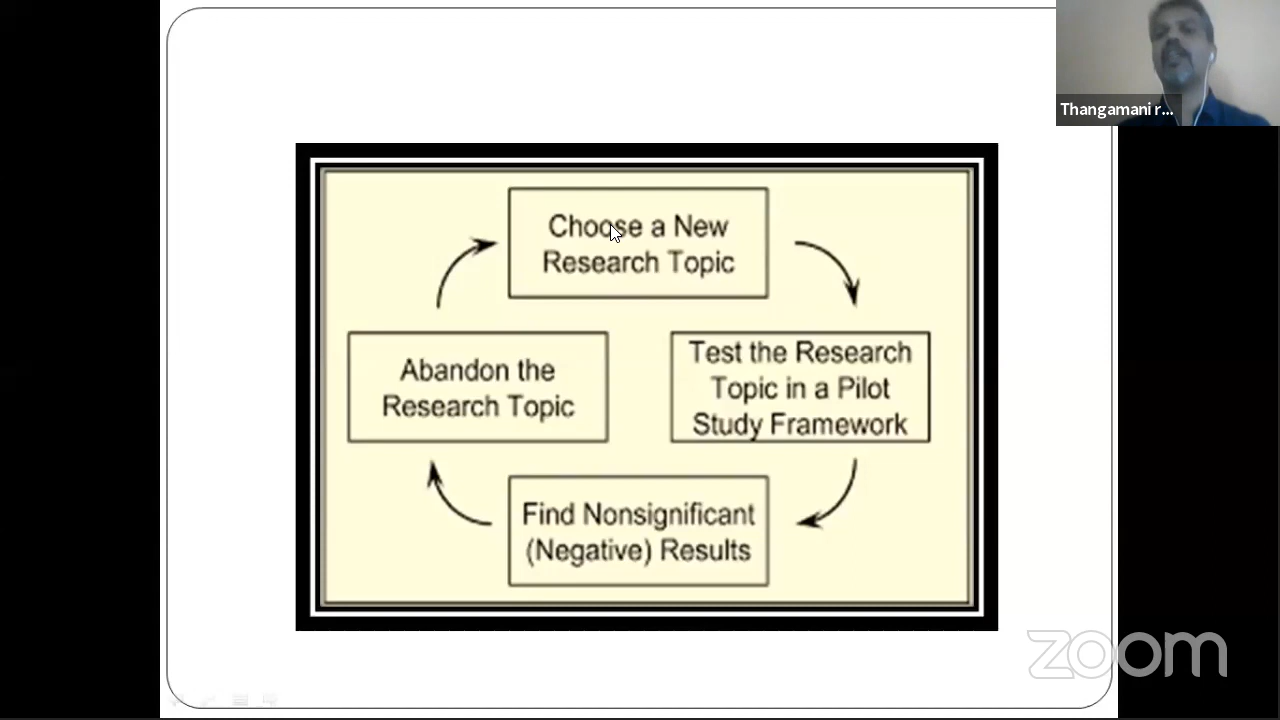 Thangamani r...
Choose a New
Research Topic
Abandon the
Research Topic
Test the Research
Topic in a Pilot
Study Framework
Find Nonsignificant
(Negative) Results
zoom